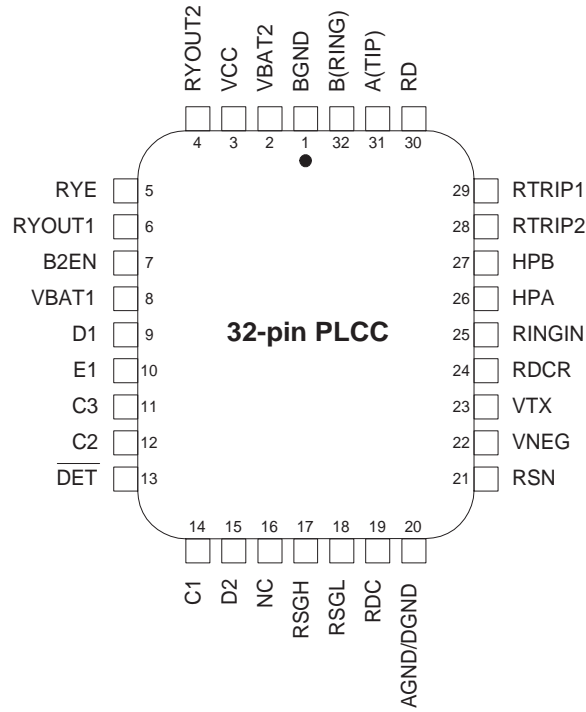 RYOUT2 VCC VBAT2 BGND B(RING) A(TIP) RD
4 3 2 1 32 31 30
RYE 5 29 RTRIP1
RYOUT1 6 28 RTRIP2
B2EN 7 27 HPB
VBAT1 8 26 HPA
D1 9 32-pin PLCC 25 RINGIN
E1 10 24 RDCR
C3 11 23 VTX
C2 12 22 VNEG
DET 13 21 RSN
14 15 16 17 18 19 20
C1 D2 NC RSGH RSGL RDC AGND/DGND